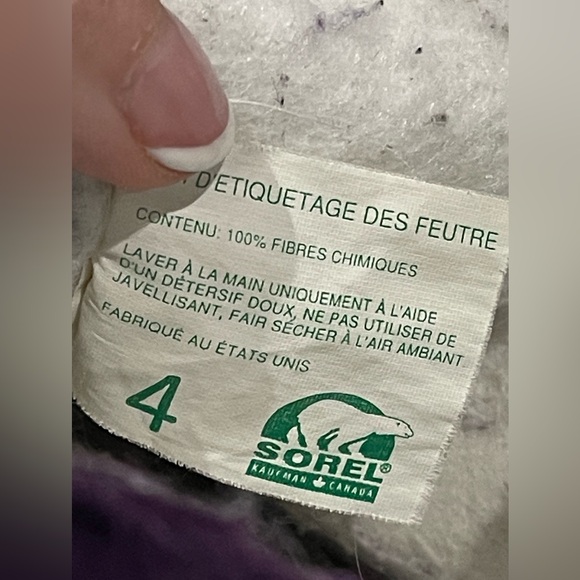 D'ETIQUETAGE DES FEUTRE
CONTENU: 100% FIBRES CHIMIQUES
LAVER À LA MAIN UNIQUEMENT À L'AIDE
D'UN DÉTERSIF DOUX, NE PAS UTILISER DE
JAVELLISANT, FAIR SÉCHER À L'AIR AMBIANT
FABRIQUÉ AU ÉTATS UNIS
4
SOREL®
KAUFMAN CANADA